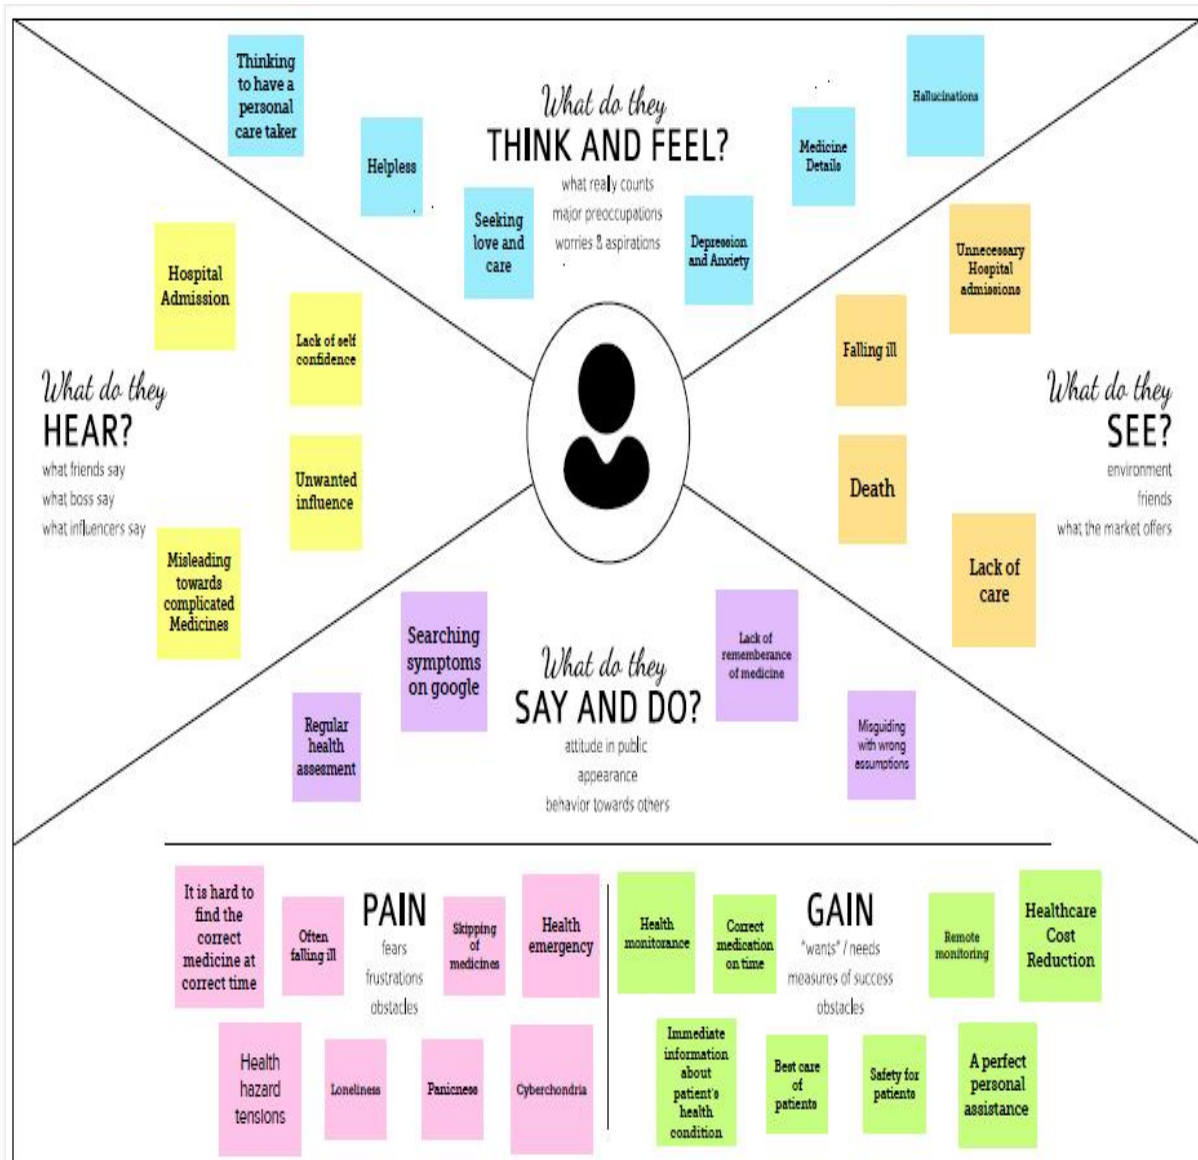 Thinking
to have a
personal
care taker
Helpless
Seeking
love and
care
What do they
THINK AND FEEL?
what really counts
major preoccupations
worries & aspirations
Depression
and Anxiety
Medicine
Details
Hallucinations
Hospital
Admission
Lack of self
confidence
What do they
HEAR?
what friends say
what boss say
what influencers say
Unwanted
influence
Misleading
towards
complicated
Medicines
Unnecessary
Hospital
admissions
Falling ill
What do they
SEE?
environment
friends
what the market offers
Death
Lack of
care
Searching
symptoms
on google
Regular
health
assesment
What do they
SAY AND DO?
attitude in public
appearance
behavior towards others
Lack of
rememberance
of medicine
Misguiding
with wrong
assumptions
It is hard to
find the
correct
medicine at
correct time
Often
falling ill
PAIN
fears
frustrations
obstacles
Skipping
of
medicines
Health
emergency
Health
hazard
tensions
Loneliness
Panicness
Cyberchondria
Health
monitorance
Correct
medication
on time
GAIN
"wants" / needs
measures of success
obstacles
Remote
monitoring
Healthcare
Cost
Reduction
Immediate
information
about
patient's
health
condition
Best care
of
patients
Safety for
patients
A perfect
personal
assistance